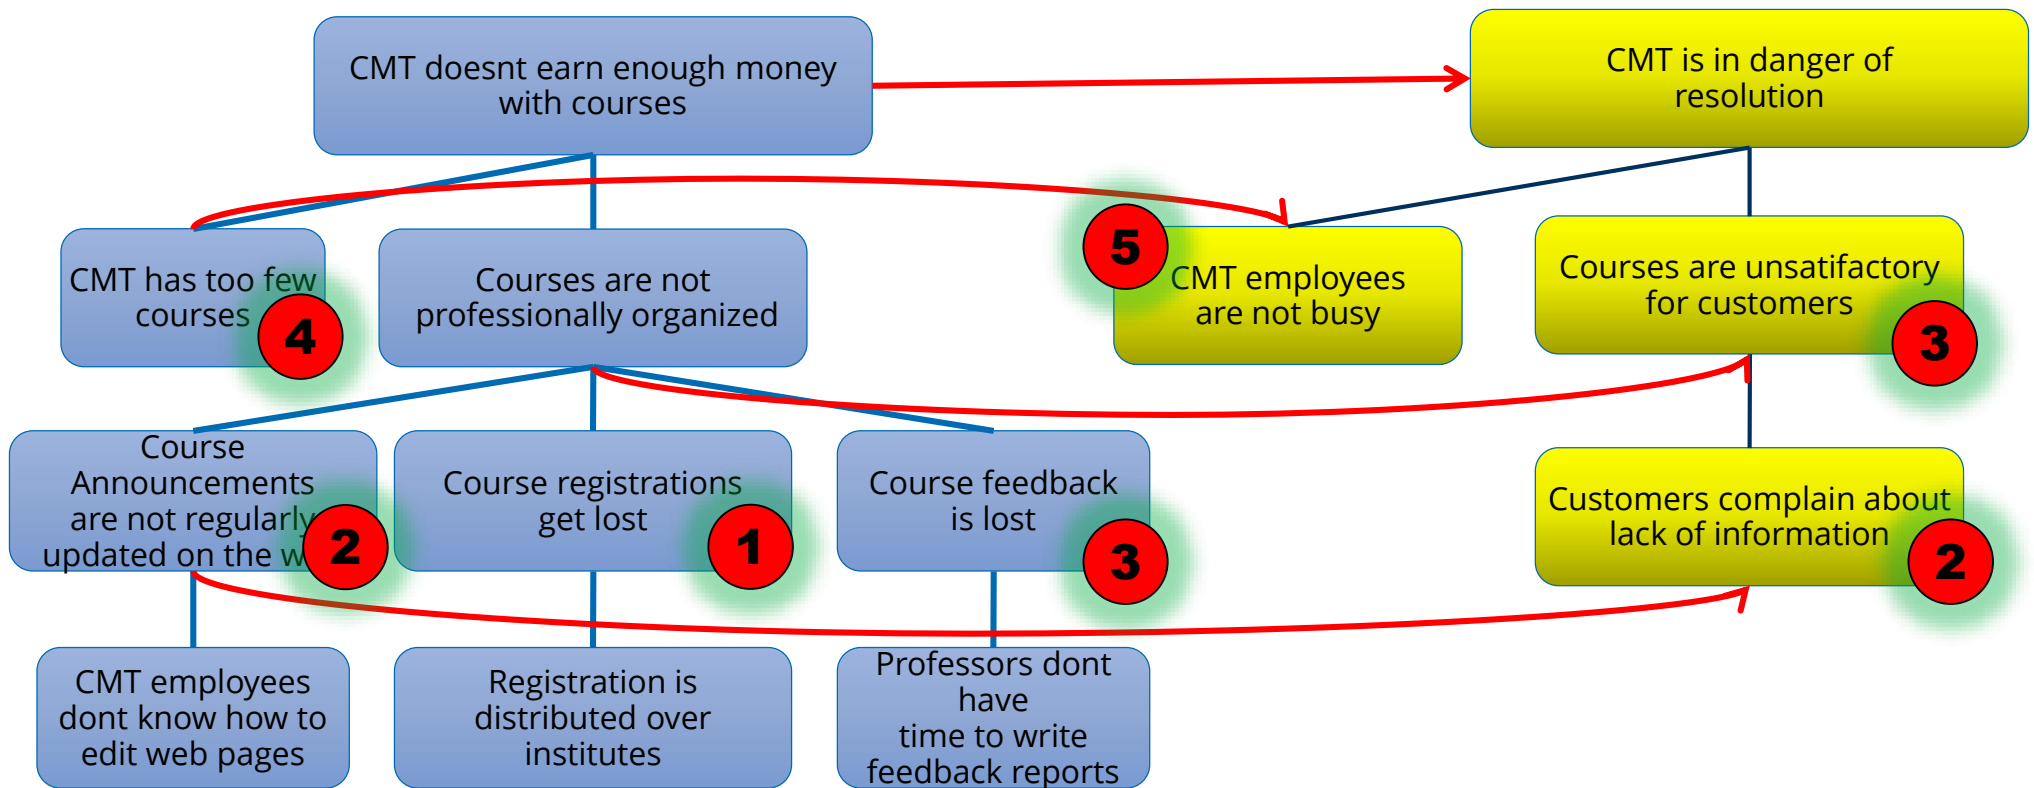 CMT doesnt earn enough money
with courses
CMT is in danger of
resolution
CMT has too few
courses
4
Courses are not
professionally organized
5
CMT employees
are not busy
Courses are unsatifactory
for customers
3
Course
Announcements
are not regularly
updated on the w
2
Course registrations
get lost
1
Course feedback
is lost
3
Customers complain about
lack of information
2
CMT employees
dont know how to
edit web pages
Registration is
distributed over
institutes
Professors dont
have
time to write
feedback reports